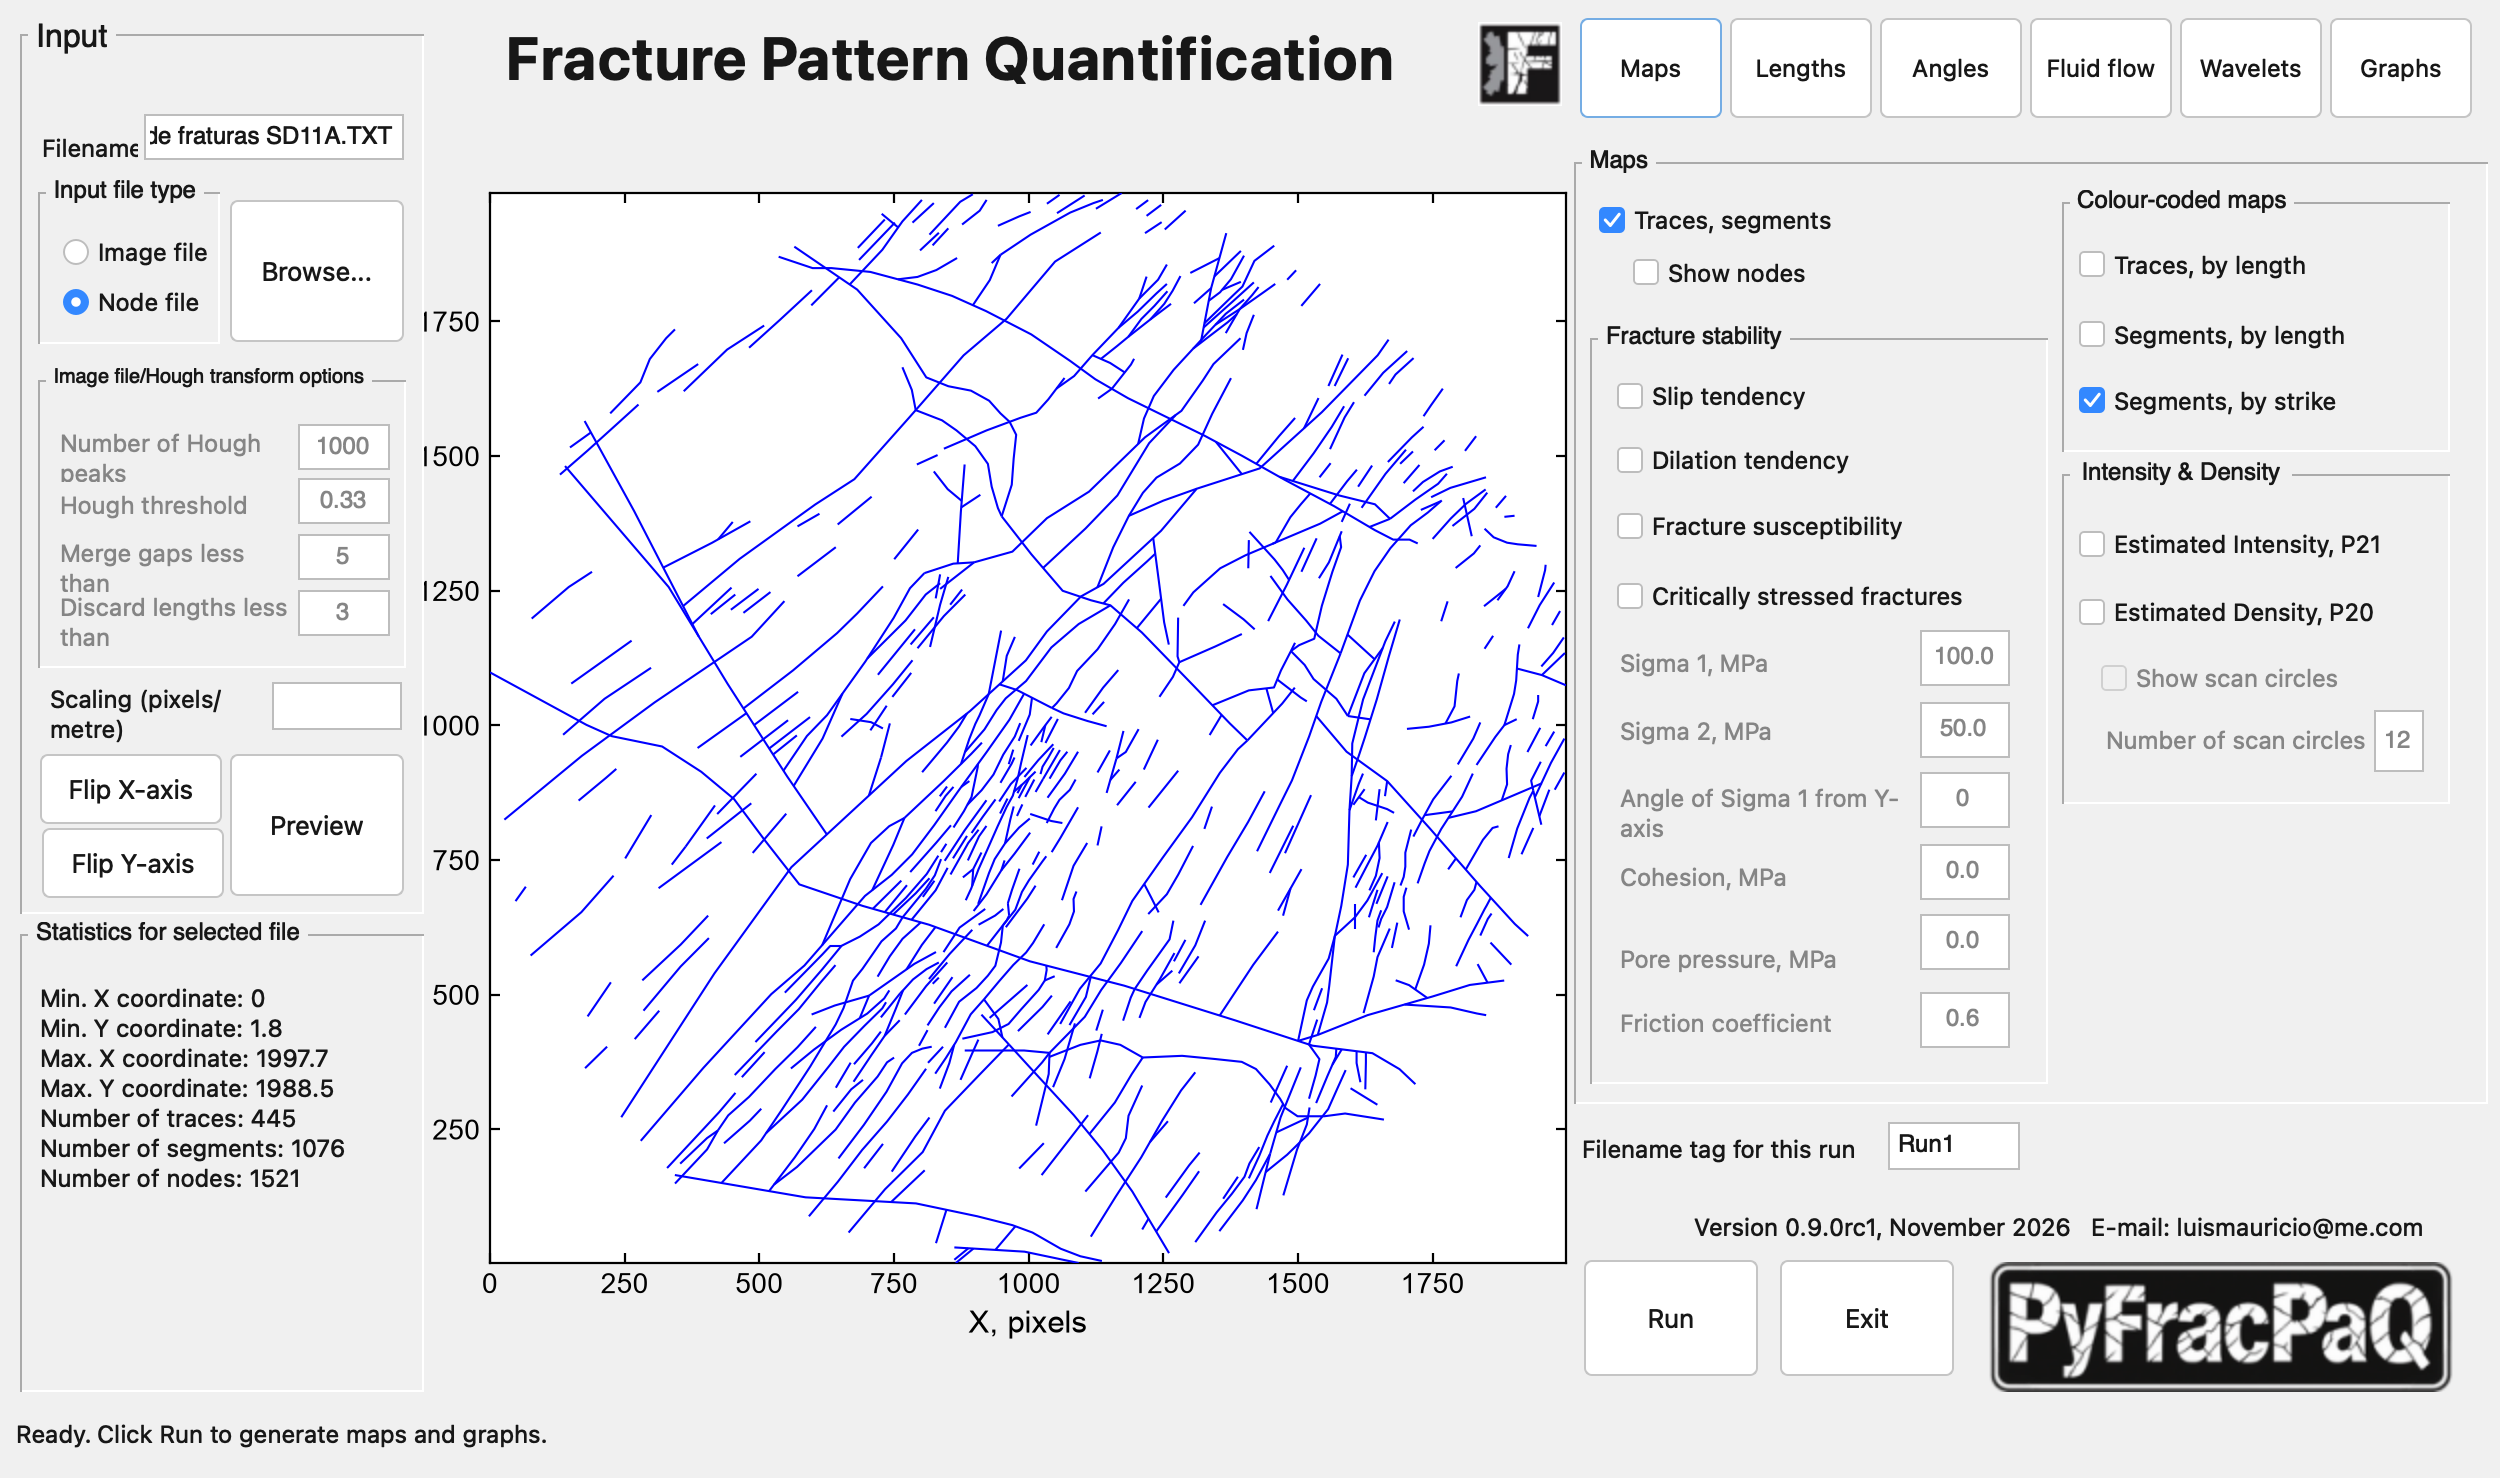 Input
Fracture Pattern Quantification
F
Maps
Lengths
Angles
Fluid flow
Wavelets
Graphs
Filename
de fraturas SD11A.TXT
Input file type
Image file
Node file
Browse...
Image file/Hough transform options
Number of Hough
peaks
1000
Hough threshold
0.33
Merge gaps less
than
5
Discard lengths less
than
3
Scaling (pixels/
metre)
Flip X-axis
Flip Y-axis
Preview
Statistics for selected file
Min. X coordinate: 0
Min. Y coordinate: 1.8
Max. X coordinate: 1997.7
Max. Y coordinate: 1988.5
Number of traces: 445
Number of segments: 1076
Number of nodes: 1521
Ready. Click Run to generate maps and graphs.
1750
1500
1250
1000
750
500
250
0
250
500
750
1000
1250
1500
1750
X, pixels
Maps
Traces, segments
Show nodes
Fracture stability
Slip tendency
Dilation tendency
Fracture susceptibility
Critically stressed fractures
Sigma 1, MPa
100.0
Sigma 2, MPa
50.0
Angle of Sigma 1 from Y-
axis
0
Cohesion, MPa
0.0
Pore pressure, MPa
0.0
Friction coefficient
0.6
Colour-coded maps
Traces, by length
Segments, by length
Segments, by strike
Intensity & Density
Estimated Intensity, P21
Estimated Density, P20
Show scan circles
Number of scan circles
12
Filename tag for this run
Run1
Version 0.9.0rc1, November 2026
E-mail: luismauricio@me.com
Run
Exit
PyFracPaQ